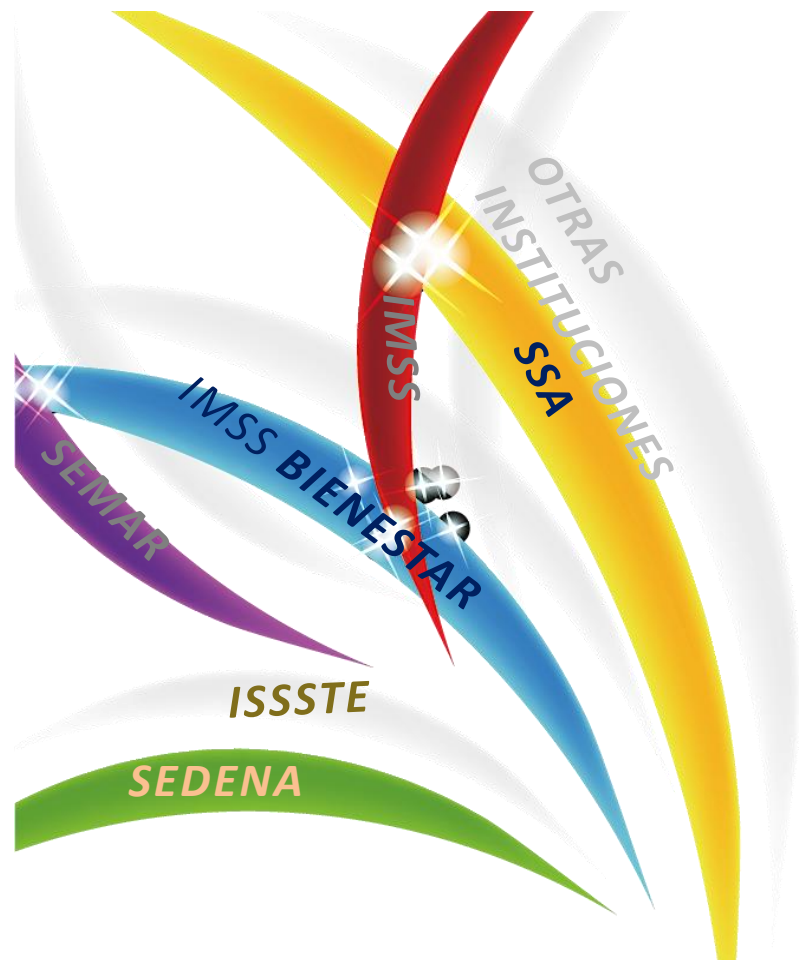 OTRAS
INSTITUCIONES
IMSS
SSA
IMSS BIENESTAR
SEMAR
ISSSTE
SEDENA